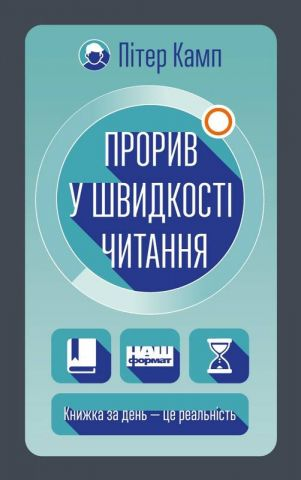 Пітер Камп
ПРОРИВ
У ШВИДКОСТІ
ЧИТАННЯ
НАШ
формат
Книжка за день — це реальність